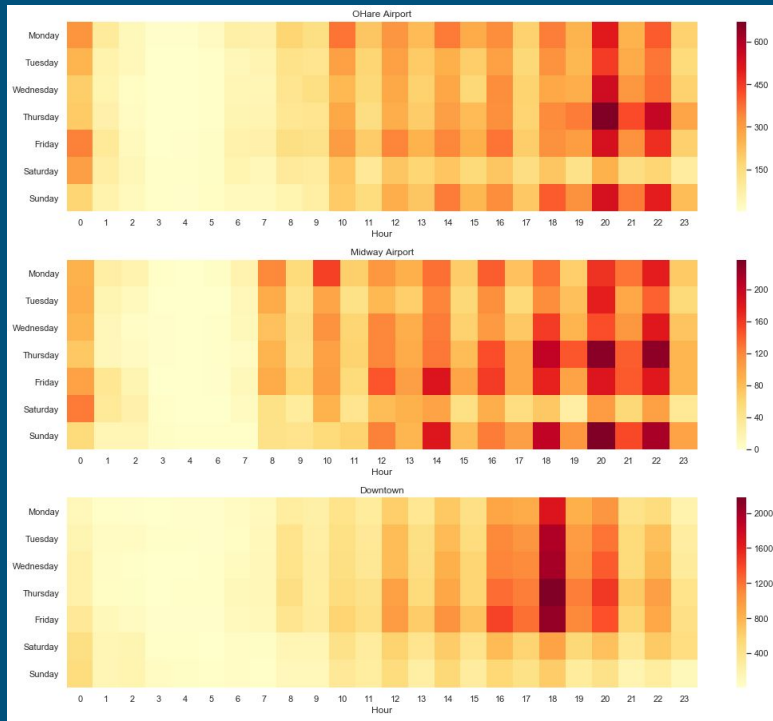 OHare Airport
Monday
Tuesday
Wednesday
Thursday
Friday
Saturday
Sunday
0 1 2 3 4 5 6 7 8 9 10 11 12 13 14 15 16 17 18 19 20 21 22 23
Hour
600
450
300
150
Midway Airport
Monday
Tuesday
Wednesday
Thursday
Friday
Saturday
Sunday
0 1 2 3 4 5 6 7 8 9 10 11 12 13 14 15 16 17 18 19 20 21 22 23
Hour
200
160
120
80
40
0
Downtown
Monday
Tuesday
Wednesday
Thursday
Friday
Saturday
Sunday
0 1 2 3 4 5 6 7 8 9 10 11 12 13 14 15 16 17 18 19 20 21 22 23
Hour
2000
1600
1200
800
400